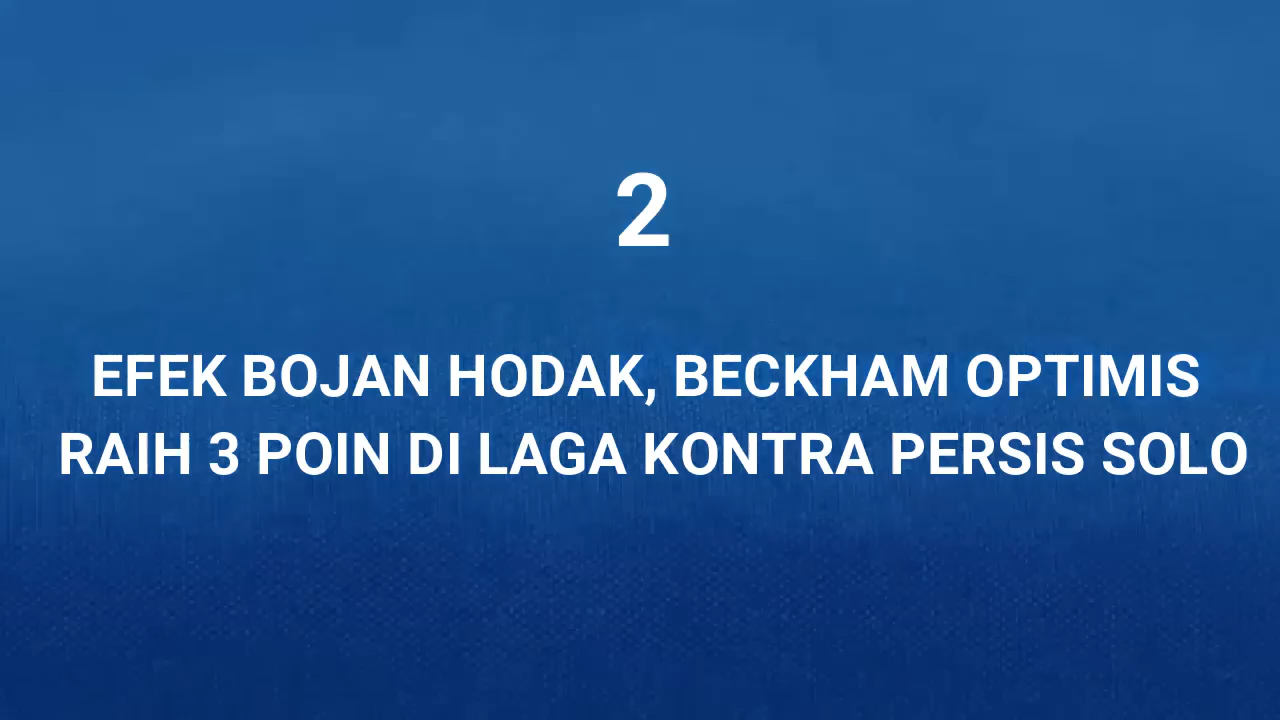 2
EFEK BOJAN HODAK, BECKHAM OPTIMIS
RAIH 3 POIN DI LAGA KONTRA PERSIS SOLO